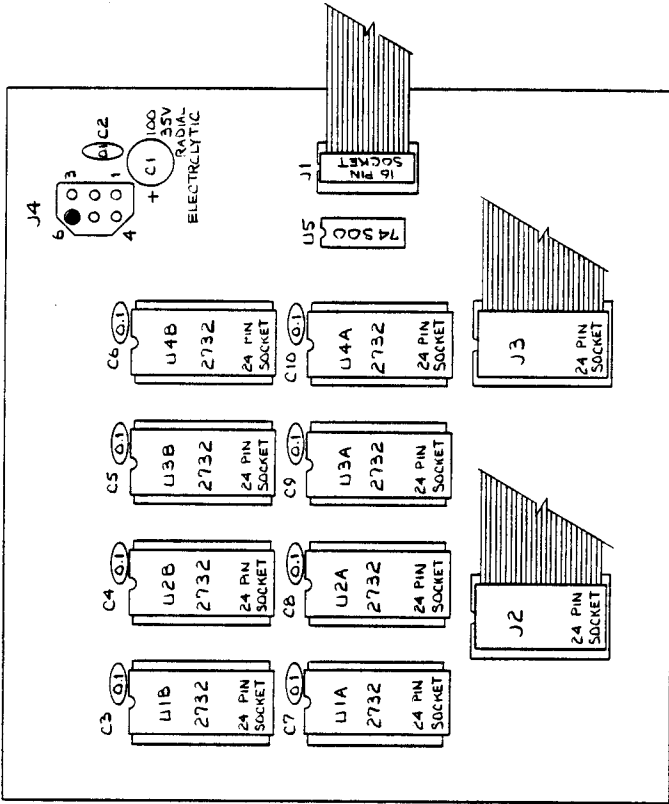 J4
6
3
4
1
0.1
C2
+
C1
100
35V
RADIAL
ELECTROLYTIC
J1
16 PIN
SOCKET
U5
74S00
C6
0.1
U4B
2732
24 PIN
SOCKET
C10
0.1
U4A
2732
24 PIN
SOCKET
J3
24 PIN
SOCKET
C5
0.1
U3B
2732
24 PIN
SOCKET
C9
0.1
U3A
2732
24 PIN
SOCKET
C4
0.1
U2B
2732
24 PIN
SOCKET
C8
0.1
U2A
2732
24 PIN
SOCKET
J2
24 PIN
SOCKET
C3
0.1
U1B
2732
24 PIN
SOCKET
C7
0.1
U1A
2732
24 PIN
SOCKET